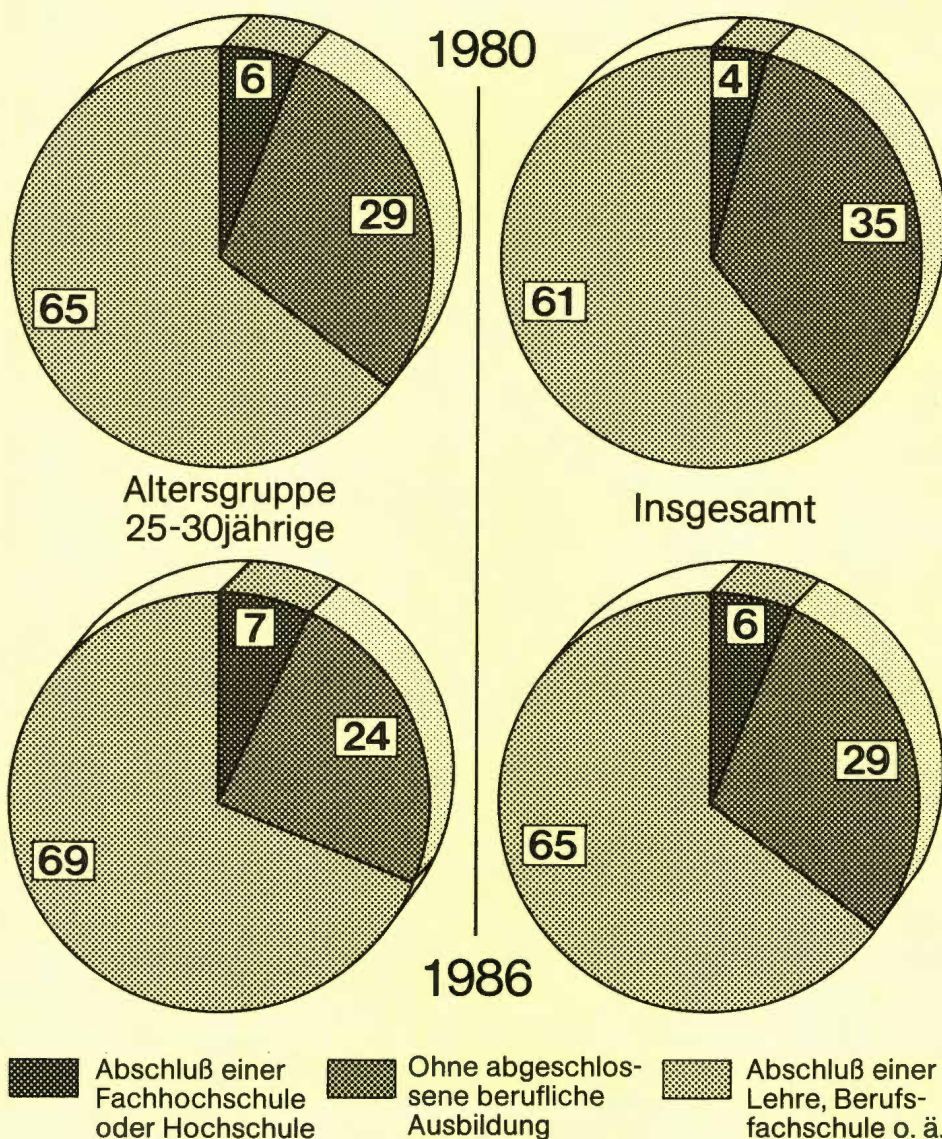 1980
6
29
65
4
35
61
Altersgruppe
25-30jährige
Insgesamt
7
24
69
6
29
65
1986
Abschluß einer
Fachhochschule
oder Hochschule
Ohne abgeschlos-
sene berufliche
Ausbildung
Abschluß einer
Lehre, Berufs-
fachschule o. ä.